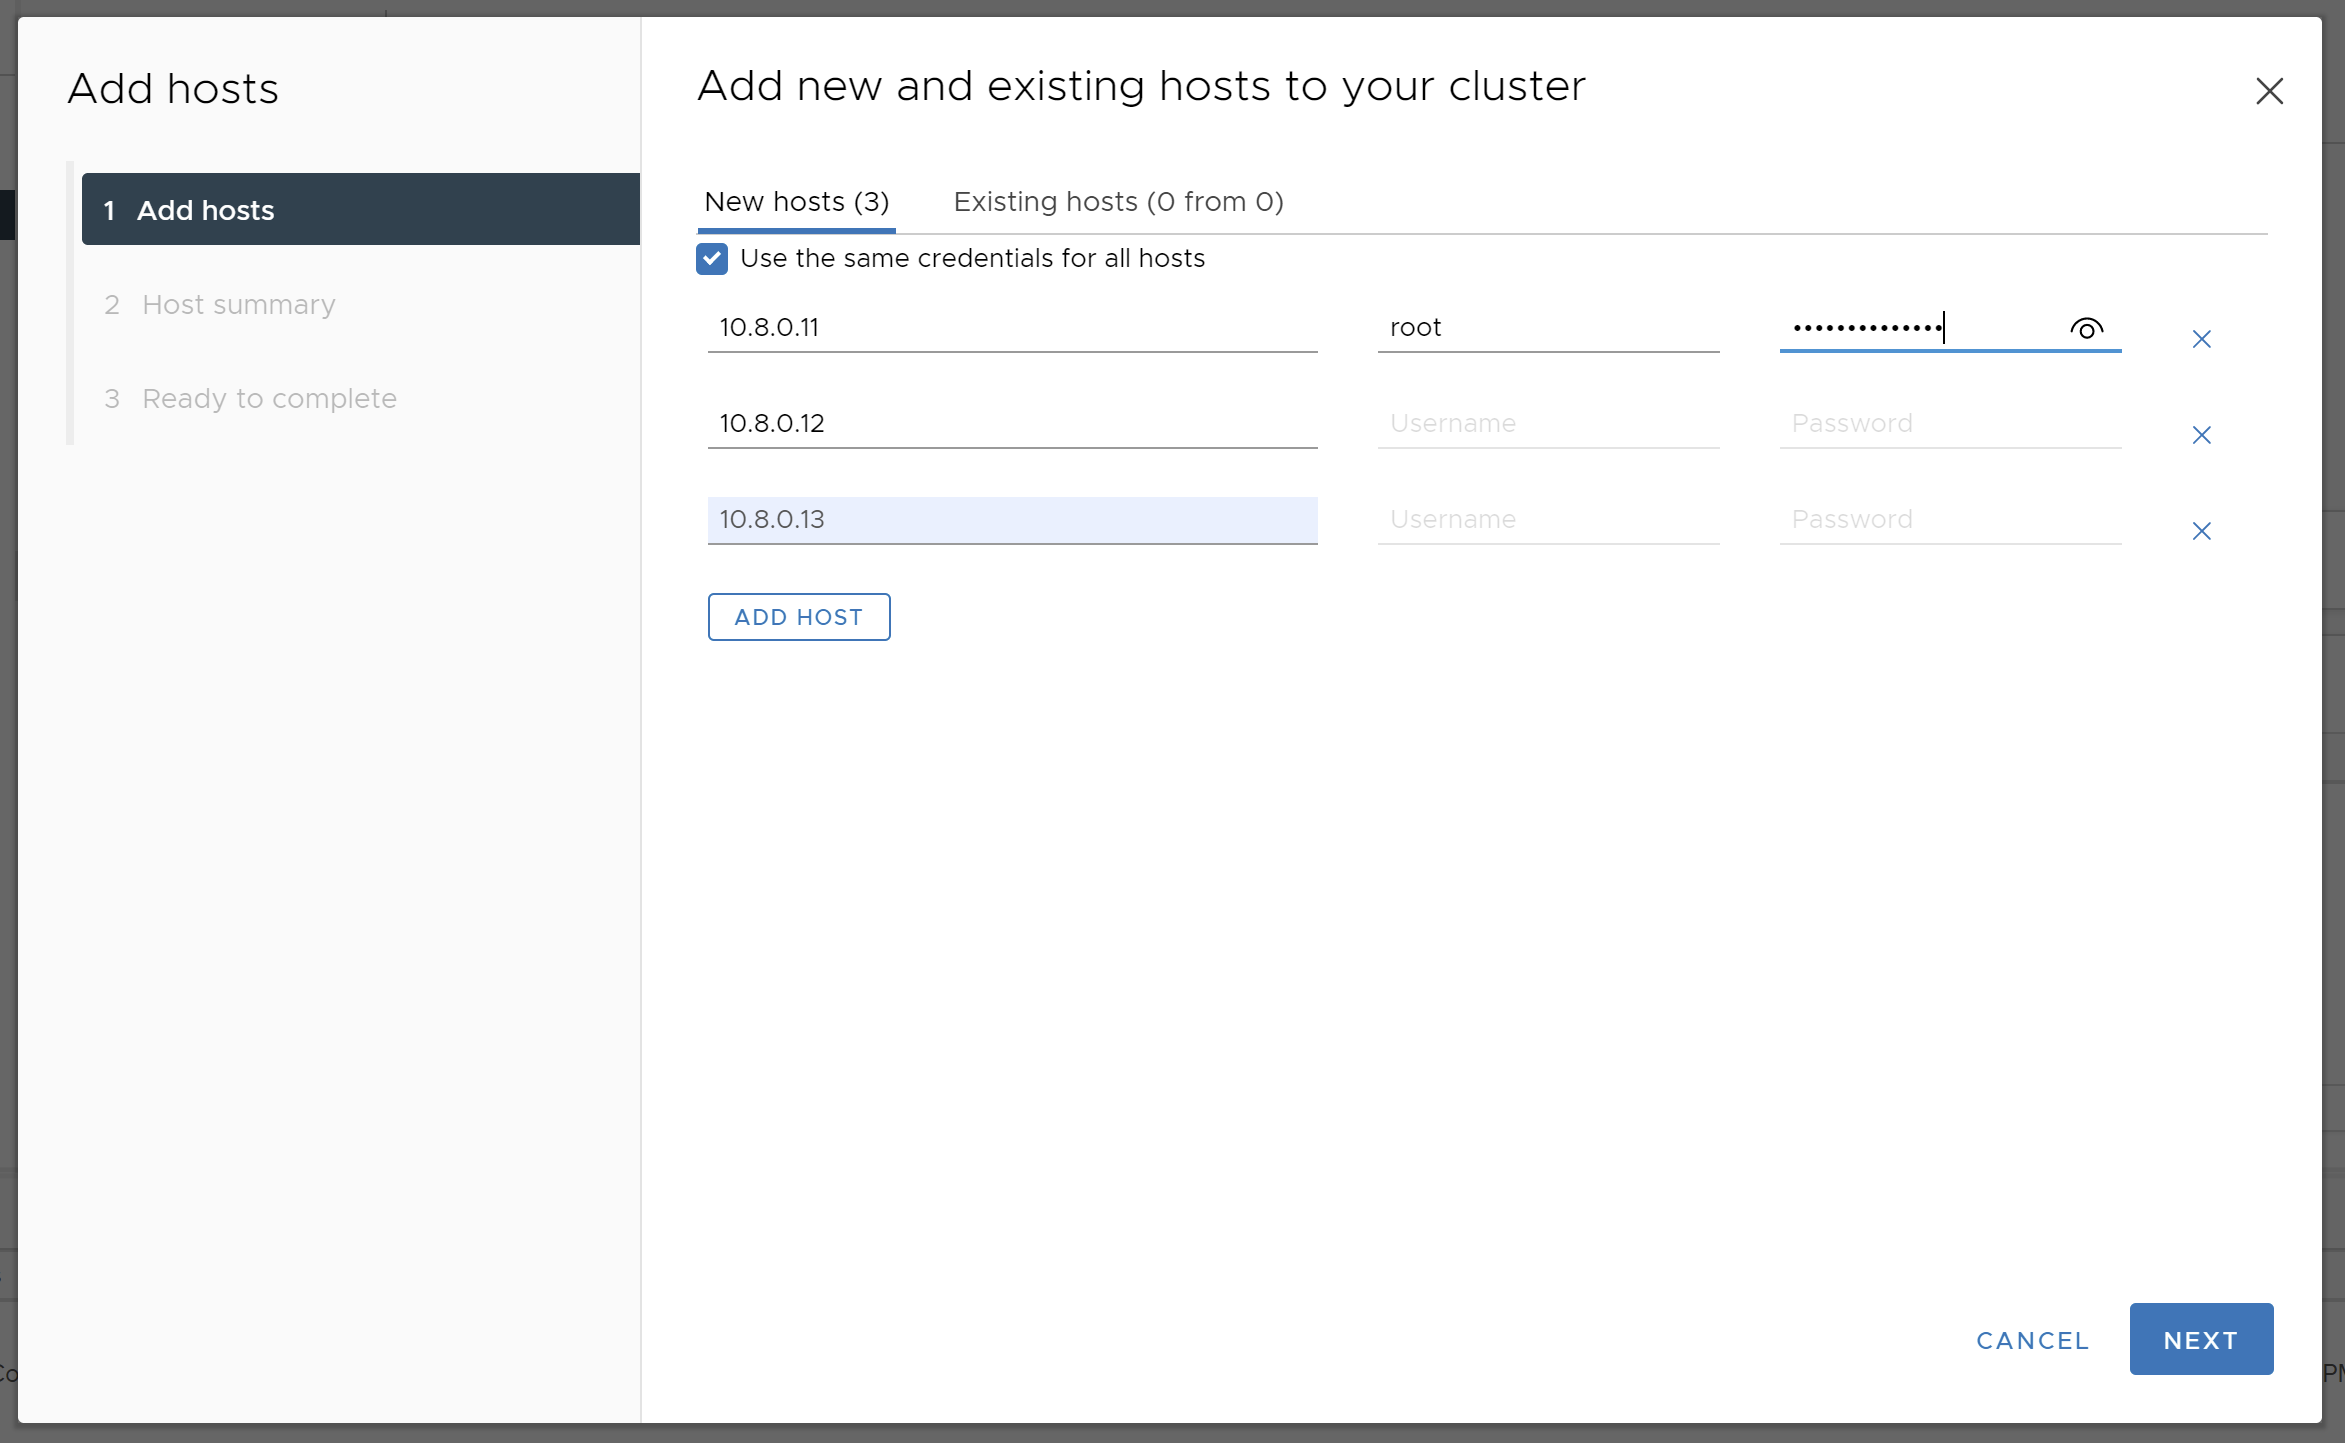 Add hosts
1 Add hosts
2 Host summary
3 Ready to complete
Add new and existing hosts to your cluster
New hosts (3) Existing hosts (0 from 0)
Use the same credentials for all hosts
10.8.0.11 root ••••••••••••••
10.8.0.12 Username Password
10.8.0.13 Username Password
ADD HOST
CANCEL NEXT